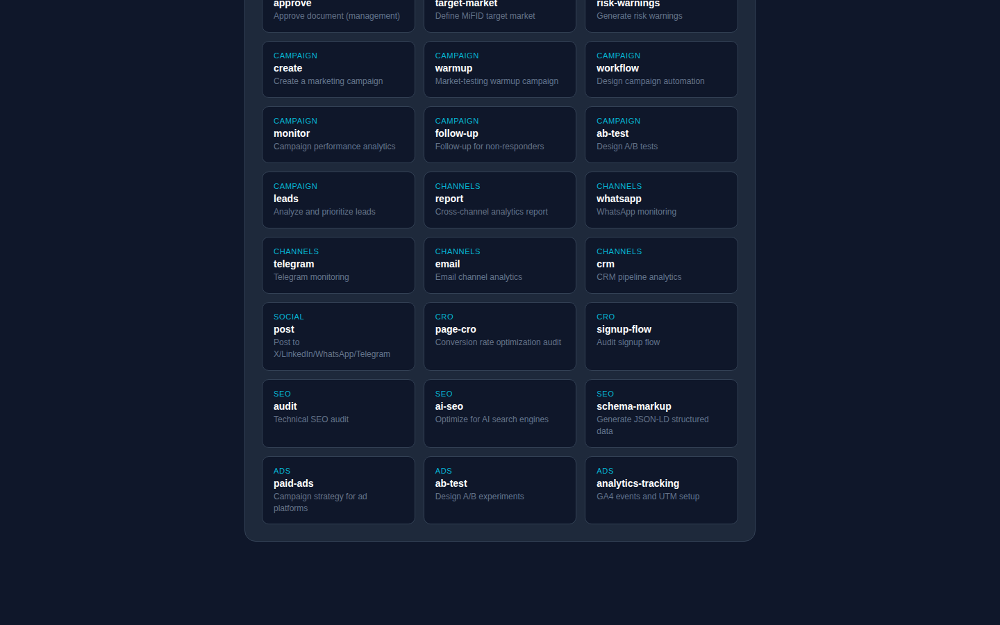 approve
Approve document (management)
target-market
Define MiFID target market
risk-warnings
Generate risk warnings
CAMPAIGN
create
Create a marketing campaign
CAMPAIGN
warmup
Market-testing warmup campaign
CAMPAIGN
workflow
Design campaign automation
CAMPAIGN
monitor
Campaign performance analytics
CAMPAIGN
follow-up
Follow-up for non-responders
CAMPAIGN
ab-test
Design A/B tests
CAMPAIGN
leads
Analyze and prioritize leads
CHANNELS
report
Cross-channel analytics report
CHANNELS
whatsapp
WhatsApp monitoring
CHANNELS
telegram
Telegram monitoring
CHANNELS
email
Email channel analytics
CHANNELS
crm
CRM pipeline analytics
SOCIAL
post
Post to
X/LinkedIn/WhatsApp/Telegram
CRO
page-cro
Conversion rate optimization audit
CRO
signup-flow
Audit signup flow
SEO
audit
Technical SEO audit
SEO
ai-seo
Optimize for AI search engines
SEO
schema-markup
Generate JSON-LD structured
data
ADS
paid-ads
Campaign strategy for ad
platforms
ADS
ab-test
Design A/B experiments
ADS
analytics-tracking
GA4 events and UTM setup